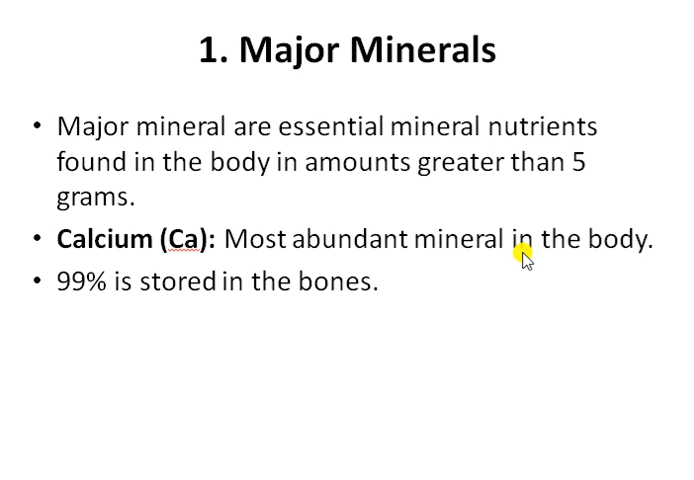 1. Major Minerals
• Major mineral are essential mineral nutrients
found in the body in amounts greater than 5
grams.
• Calcium (Ca): Most abundant mineral in the body.
• 99% is stored in the bones.